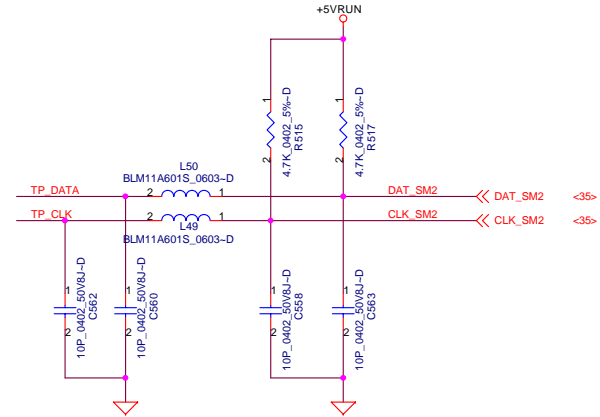 +5VRUN
1
1
4.7K_0402_5%~D
R515
4.7K_0402_5%~D
R517
2
2
L50
BLM11A601S_0603~D
TP_DATA
2
1
DAT_SM2
DAT_SM2
<35>
TP_CLK
2
1
CLK_SM2
CLK_SM2
<35>
L49
BLM11A601S_0603~D
1
10P_0402_50V8J~D
C562
2
1
10P_0402_50V8J~D
C560
2
1
10P_0402_50V8J~D
C558
2
1
10P_0402_50V8J~D
C563
2